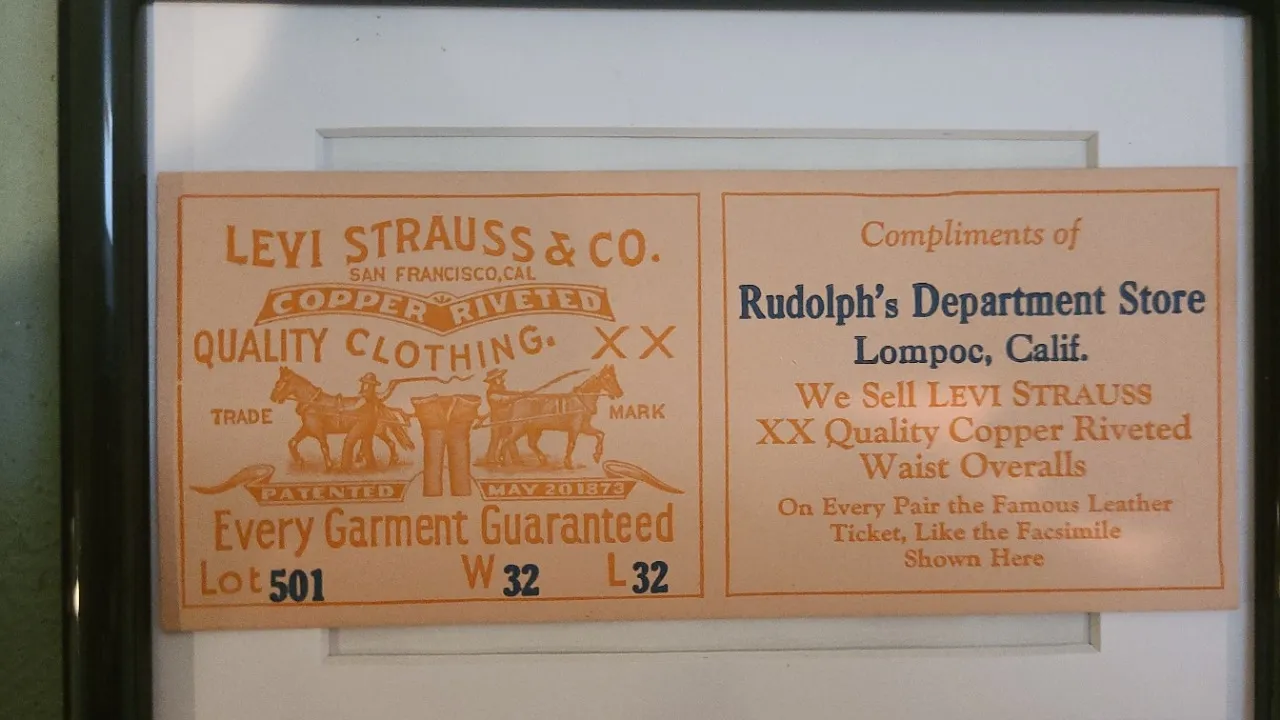 LEVI STRAUSS & CO.
SAN FRANCISCO, CAL
COPPER RIVETED
QUALITY CLOTHING. XX
TRADE MARK
PATENTED MAY 20 1873
Every Garment Guaranteed
Lot 501 W 32 L 32
Compliments of
Rudolph's Department Store
Lompoc, Calif.
We Sell LEVI STRAUSS
XX Quality Copper Riveted
Waist Overalls
On Every Pair the Famous Leather
Ticket, Like the Facsimile
Shown Here